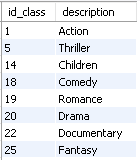 id_class description
1 Action
5 Thriller
14 Children
18 Comedy
19 Romance
20 Drama
22 Documentary
25 Fantasy